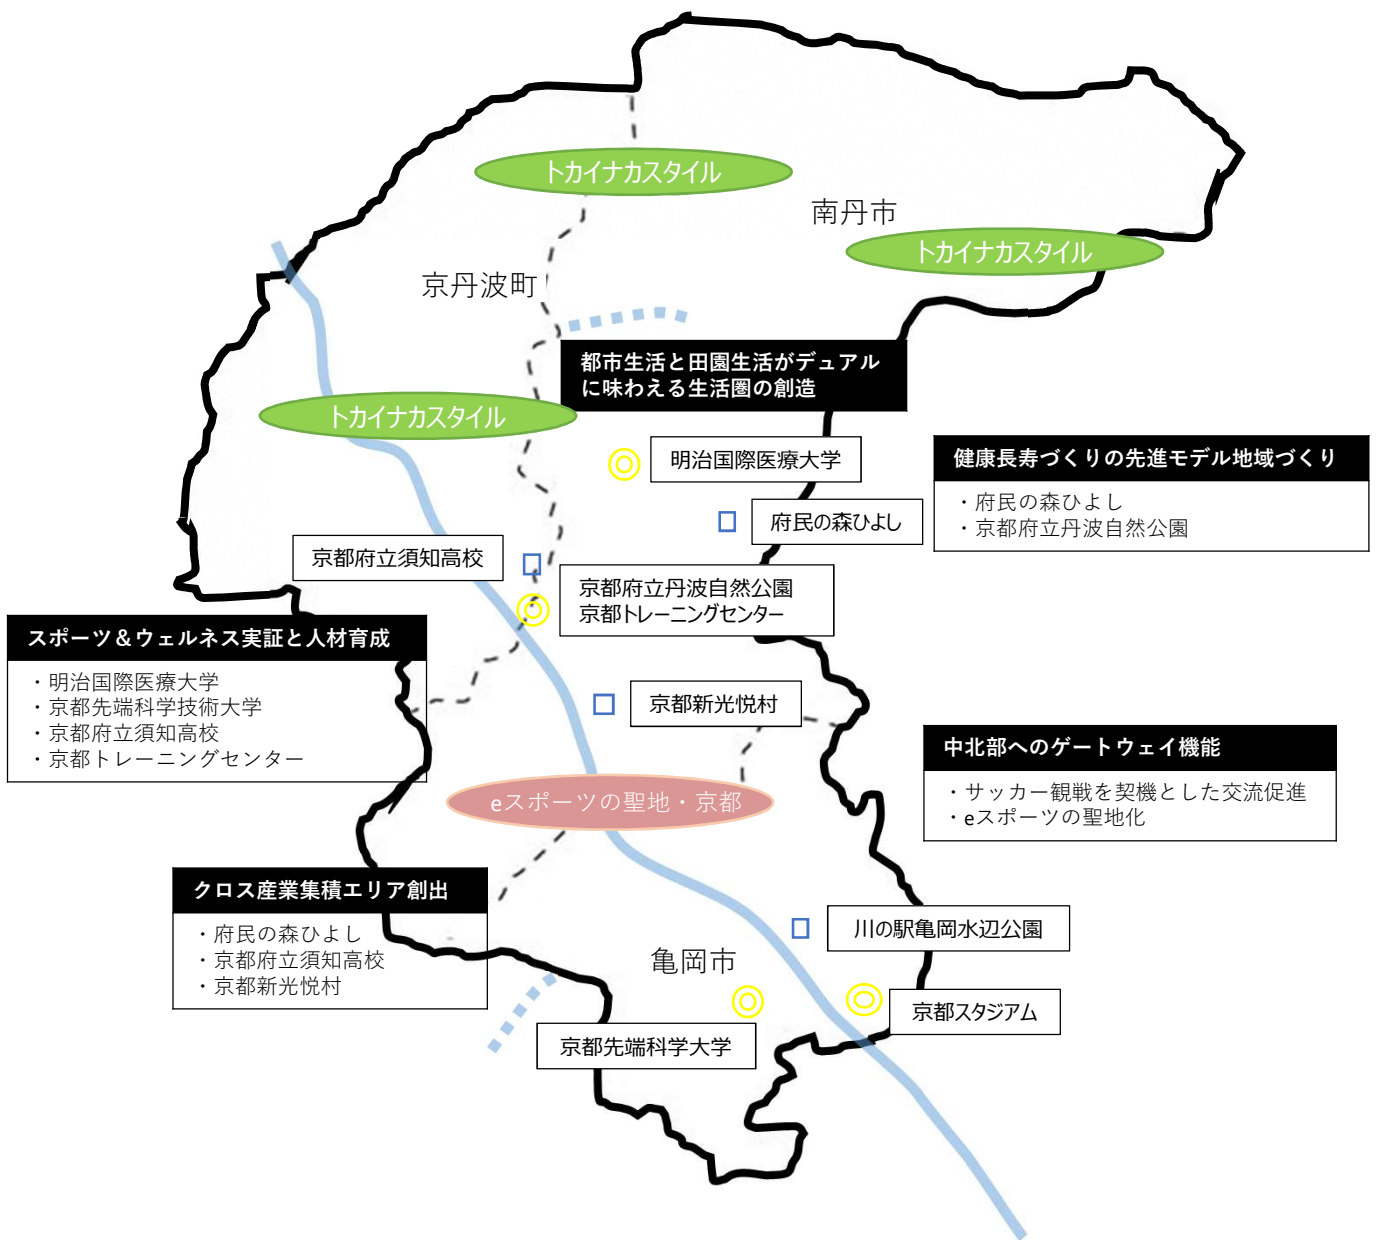 トカイナカスタイル
南丹市
トカイナカスタイル
京丹波町
都市生活と田園生活がデュアル
に味わえる生活圏の創造
トカイナカスタイル
明治国際医療大学
健康長寿づくりの先進モデル地域づくり
・府民の森ひよし
・京都府立丹波自然公園
府民の森ひよし
京都府立須知高校
京都府立丹波自然公園
京都トレーニングセンター
スポーツ＆ウェルネス実証と人材育成
・明治国際医療大学
・京都先端科学技術大学
・京都府立須知高校
・京都トレーニングセンター
京都新光悦村
中北部へのゲートウェイ機能
・サッカー観戦を契機とした交流促進
・eスポーツの聖地化
eスポーツの聖地・京都
クロス産業集積エリア創出
・府民の森ひよし
・京都府立須知高校
・京都新光悦村
川の駅亀岡水辺公園
亀岡市
京都スタジアム
京都先端科学大学